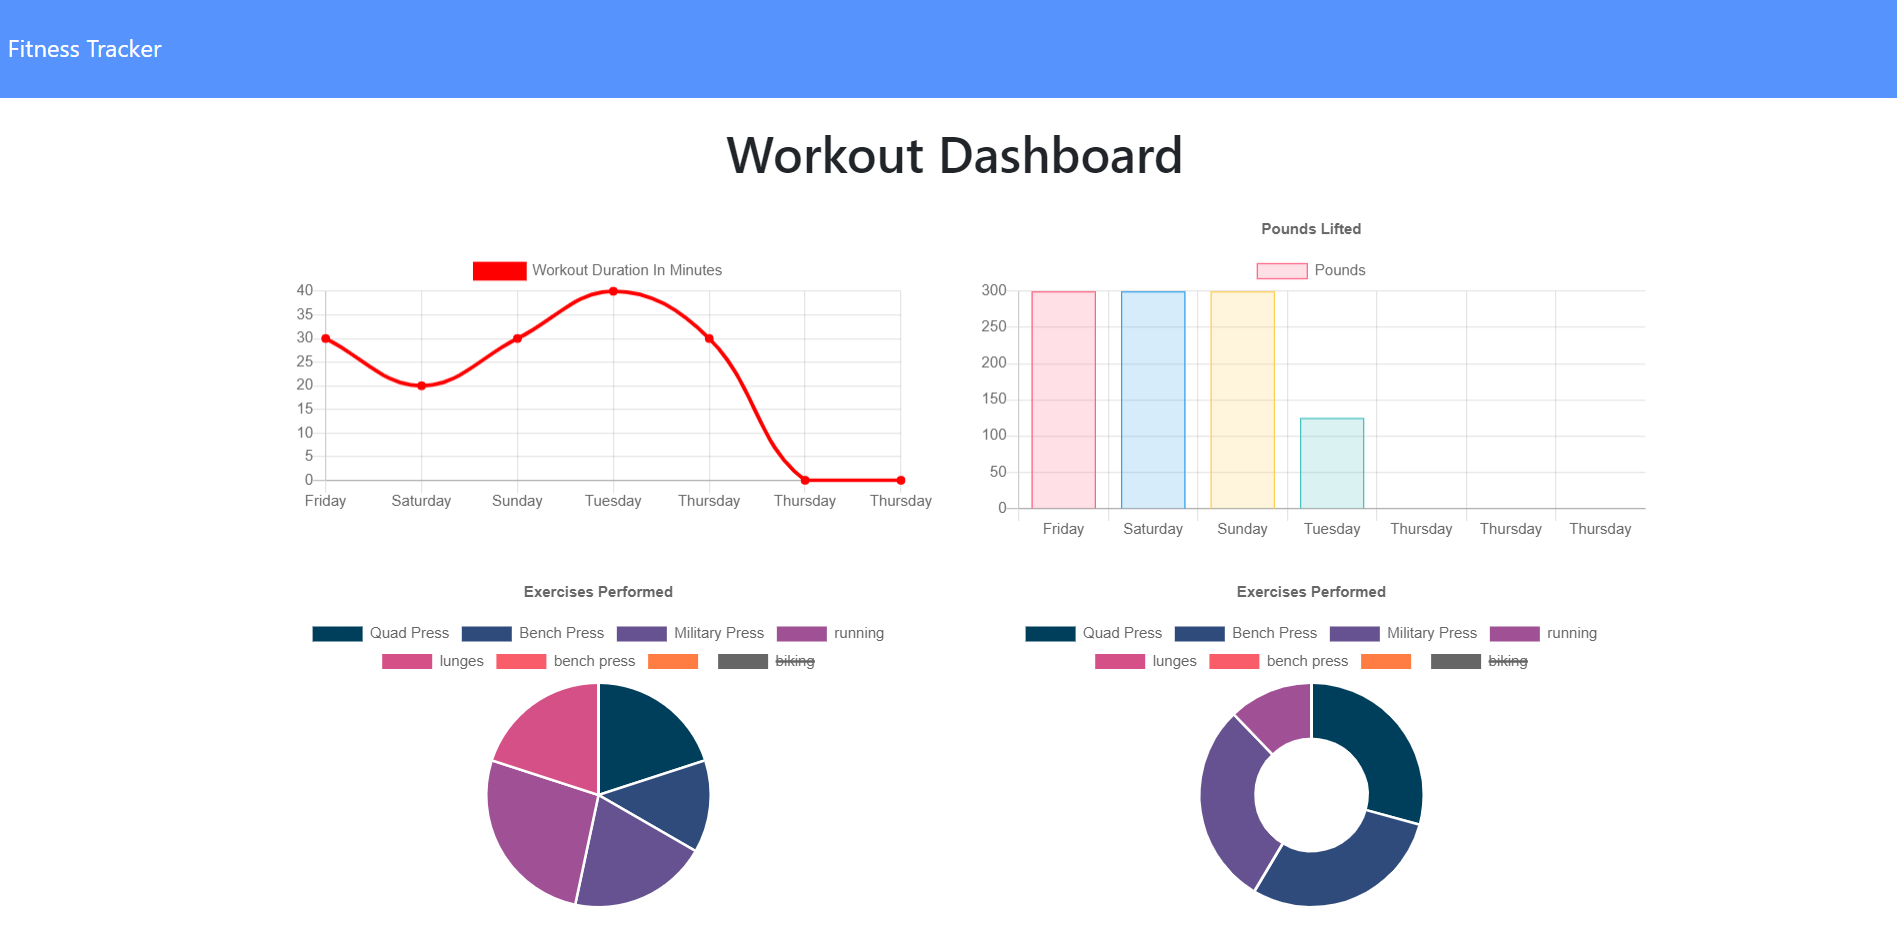 Fitness Tracker
Workout Dashboard
Workout Duration In Minutes
40
35
30
25
20
15
10
5
0
Friday Saturday Sunday Tuesday Thursday Thursday Thursday
Pounds Lifted
Pounds
300
250
200
150
100
50
0
Friday Saturday Sunday Tuesday Thursday Thursday Thursday
Exercises Performed
Quad Press Bench Press Military Press running
lunges bench press biking
Exercises Performed
Quad Press Bench Press Military Press running
lunges bench press biking